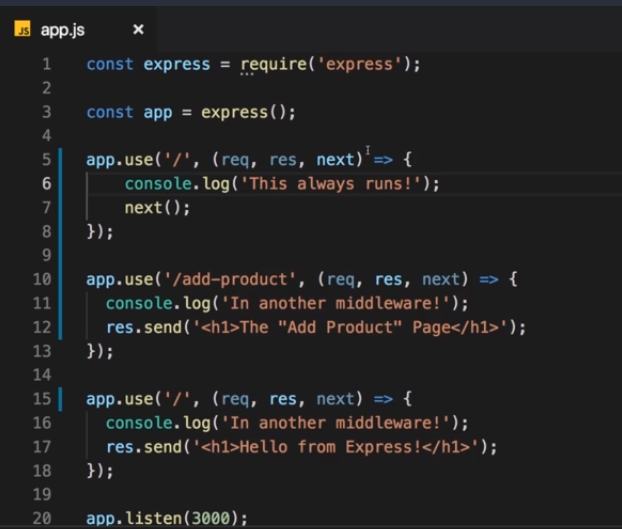 JS app.js ×
1 const express = require('express');
2
3 const app = express();
4
5 app.use('/', (req, res, next) => {
6     console.log('This always runs!');
7     next();
8 });
9
10 app.use('/add-product', (req, res, next) => {
11   console.log('In another middleware!');
12   res.send('<h1>The "Add Product" Page</h1>');
13 });
14
15 app.use('/', (req, res, next) => {
16   console.log('In another middleware!');
17   res.send('<h1>Hello from Express!</h1>');
18 });
19
20 app.listen(3000);